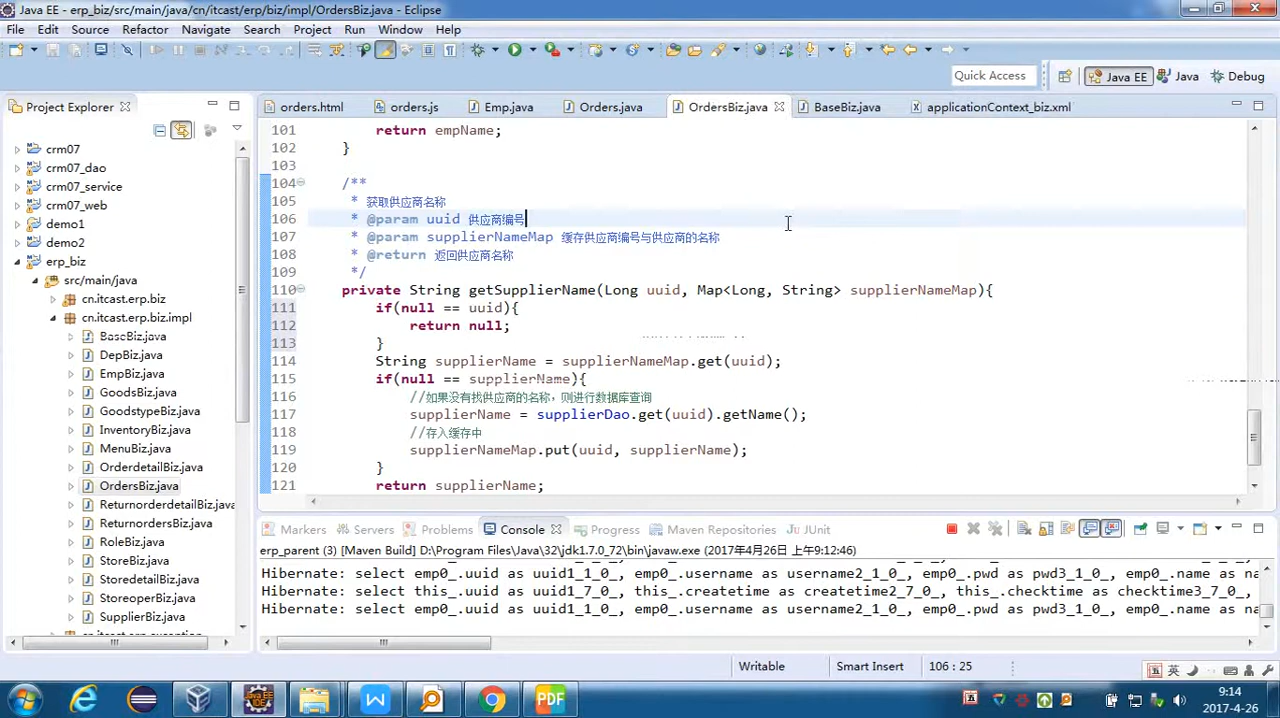 Java EE - erp_biz/src/main/java/cn/itcast/erp/biz/impl/OrdersBiz.java - Eclipse
File Edit Source Refactor Navigate Search Project Run Window Help
Quick Access
Java EE
Java
Debug
Project Explorer
orders.html
orders.js
Emp.java
Orders.java
OrdersBiz.java
BaseBiz.java
applicationContext_biz.xml
crm07
crm07_dao
crm07_service
crm07_web
demo1
demo2
erp_biz
src/main/java
cn.itcast.erp.biz
cn.itcast.erp.biz.impl
BaseBiz.java
DepBiz.java
EmpBiz.java
GoodsBiz.java
GoodstypeBiz.java
InventoryBiz.java
MenuBiz.java
OrderdetailBiz.java
OrdersBiz.java
ReturnorderdetailBiz.java
ReturnordersBiz.java
RoleBiz.java
StoreBiz.java
StoredetailBiz.java
StoreoperBiz.java
SupplierBiz.java
cn.itcast.erp.exception
101 return empName;
102 }
103
104 /**
105 * 获取供应商名称
106 * @param uuid 供应商编号
107 * @param supplierNameMap 缓存供应商编号与供应商的名称
108 * @return 返回供应商名称
109 */
110 private String getSupplierName(Long uuid, Map<Long, String> supplierNameMap){
111 if(null == uuid){
112 return null;
113 }
114 String supplierName = supplierNameMap.get(uuid);
115 if(null == supplierName){
116 //如果没有找供应商的名称，则进行数据库查询
117 supplierName = supplierDao.get(uuid).getName();
118 //存入缓存中
119 supplierNameMap.put(uuid, supplierName);
120 }
121 return supplierName;
Markers Servers Problems Console Progress Maven Repositories JUnit
erp_parent (3) [Maven Build] D:\Program Files\Java\32\jdk1.7.0_72\bin\javaw.exe (2017年4月26日 上午9:12:46)
Hibernate: select emp0_.uuid as uuid1_1_0_, emp0_.username as username2_1_0_, emp0_.pwd as pwd3_1_0_, emp0_.name as na
Hibernate: select this_.uuid as uuid1_7_0_, this_.createtime as createtime2_7_0_, this_.checktime as checktime3_7_0_,
Hibernate: select emp0_.uuid as uuid1_1_0_, emp0_.username as username2_1_0_, emp0_.pwd as pwd3_1_0_, emp0_.name as na
Writable
Smart Insert
106 : 25
五 英
Java EE
IDE
W
PDF
9:14
2017-4-26